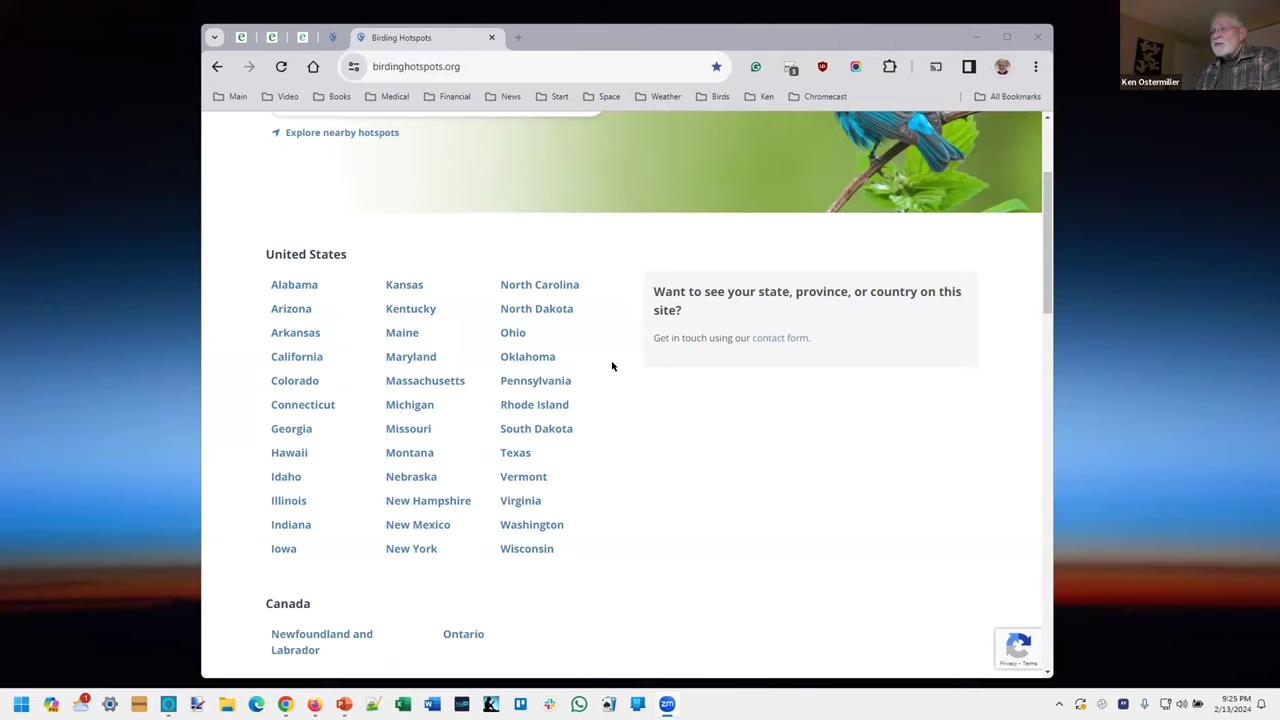 Birding Hotspots
birdinghotspots.org
3
Main
Video
Books
Medical
Financial
News
Start
Space
Weather
Birds
Ken
Chromecast
All Bookmarks
Ken Ostermiller
Explore nearby hotspots
United States
Alabama
Arizona
Arkansas
California
Colorado
Connecticut
Georgia
Hawaii
Idaho
Illinois
Indiana
Iowa
Kansas
Kentucky
Maine
Maryland
Massachusetts
Michigan
Missouri
Montana
Nebraska
New Hampshire
New Mexico
New York
North Carolina
North Dakota
Ohio
Oklahoma
Pennsylvania
Rhode Island
South Dakota
Texas
Vermont
Virginia
Washington
Wisconsin
Want to see your state, province, or country on this
site?
Get in touch using our contact form.
Canada
Newfoundland and
Labrador
Ontario
Privacy - Terms
1
zm
9:25 PM
2/13/2024